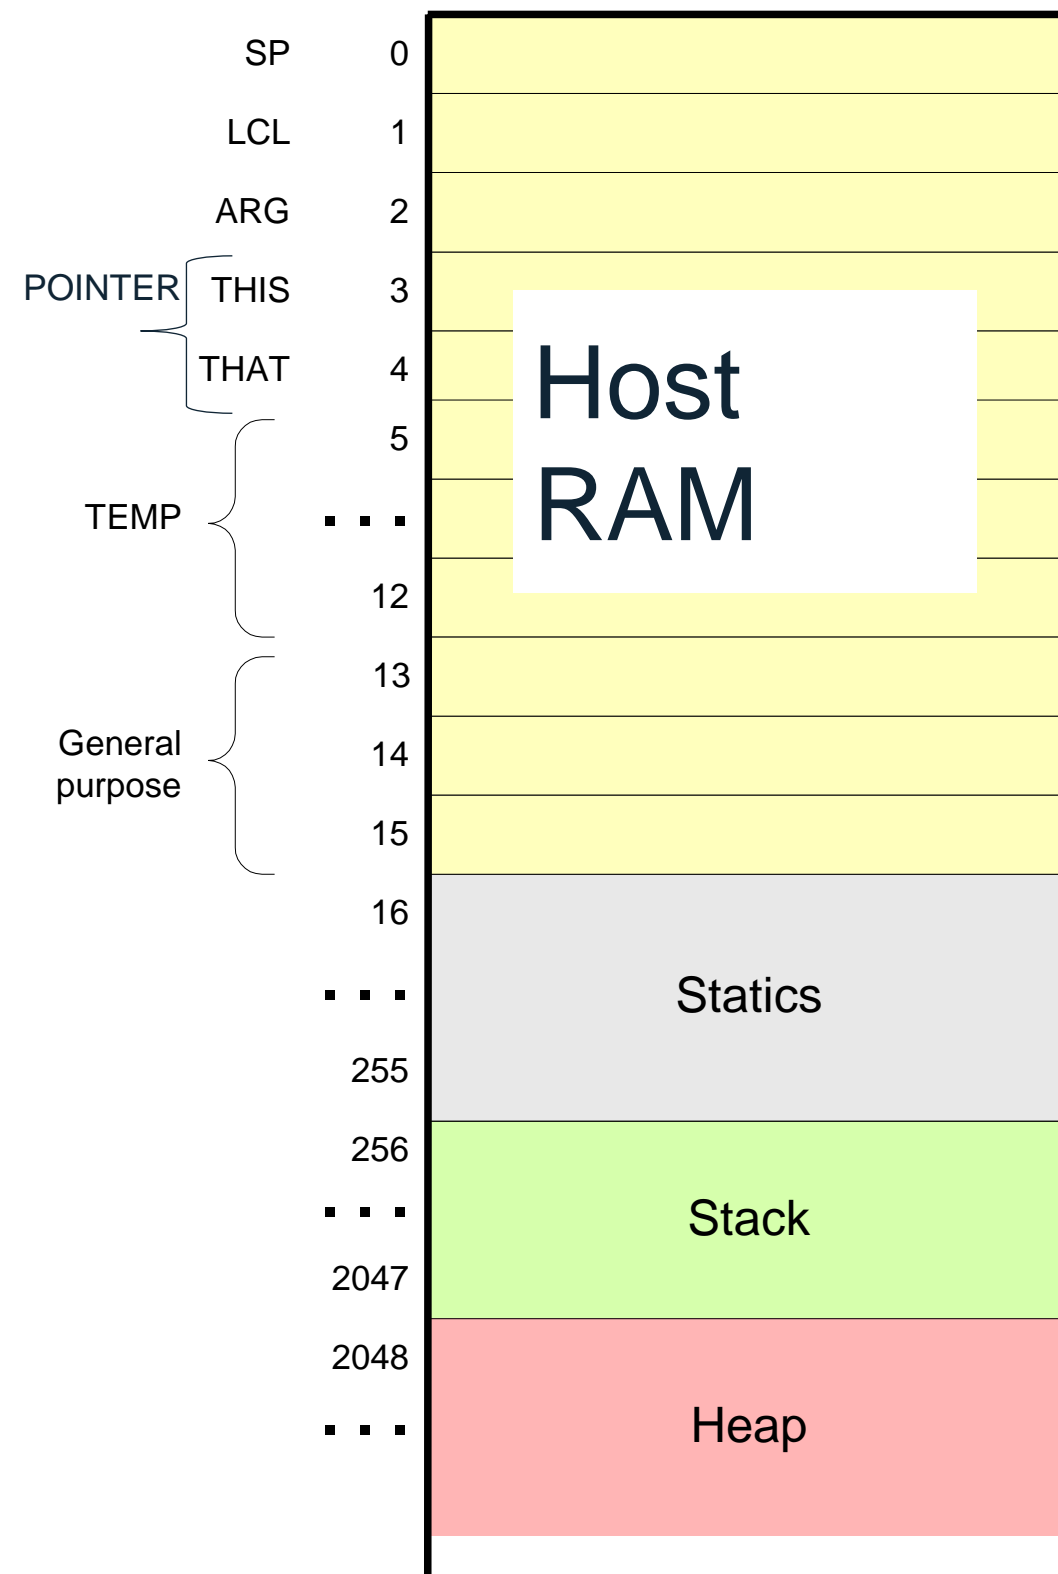 SP 0
LCL 1
ARG 2
POINTER THIS 3
THAT 4
Host
RAM
5
TEMP ...
12
13
General
purpose
14
15
16
... Statics
255
256
... Stack
2047
2048
... Heap